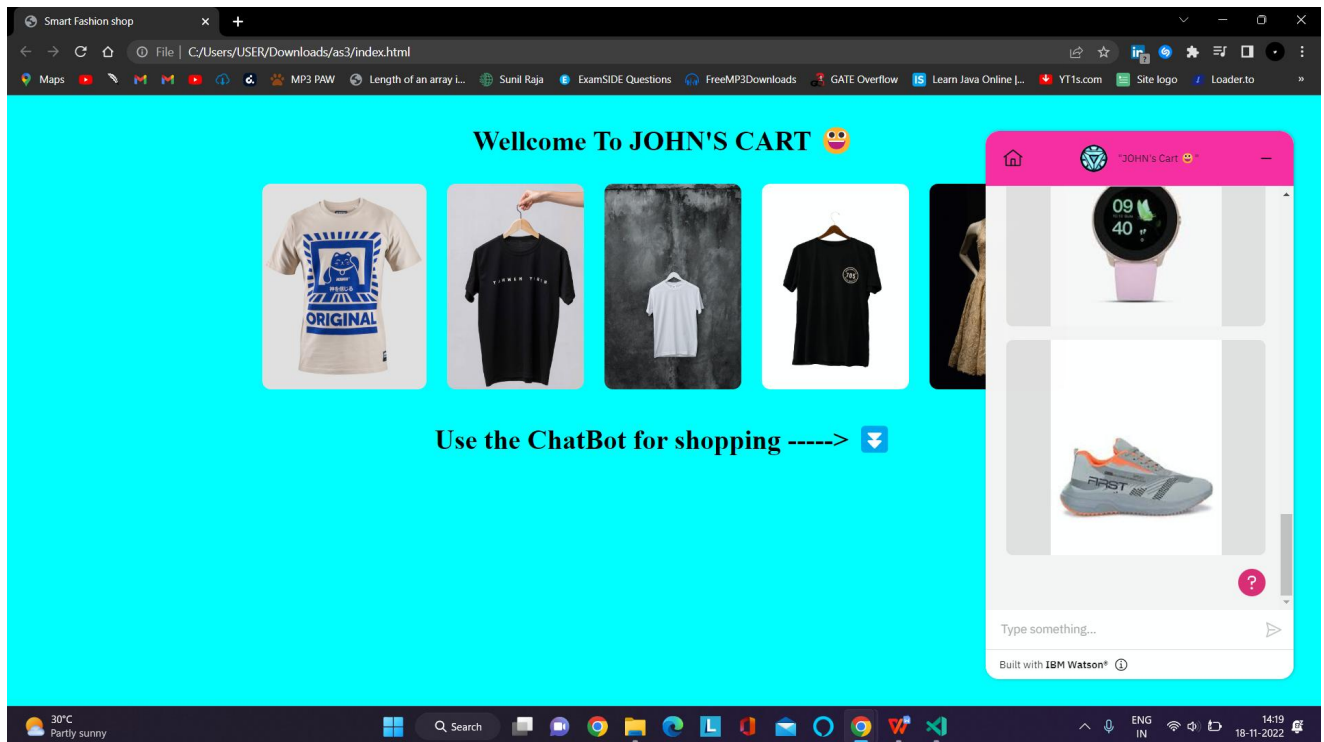 Smart Fashion shop
File | C:/Users/USER/Downloads/as3/index.html
Maps
MP3 PAW
Length of an array i...
Sunil Raja
ExamSIDE Questions
FreeMP3Downloads
GATE Overflow
Learn Java Online |...
YT1s.com
Site logo
Loader.to
»
Wellcome To JOHN'S CART 😀
"JOHN's Cart 😀"
09
40
ORIGINAL
705
FIRST
Use the ChatBot for shopping -----> ⏬
?
Type something...
Built with IBM Watson®
30°C
Partly sunny
Search
ENG
IN
14:19
18-11-2022